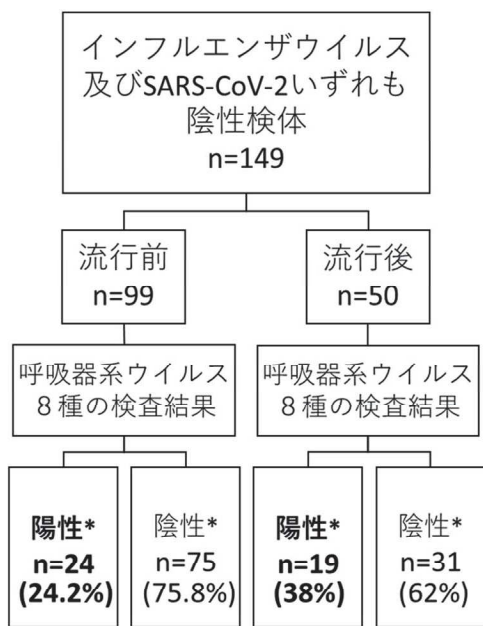 インフルエンザウイルス
及びSARS-CoV-2いずれも
陰性検体
n=149
流行前
n=99
流行後
n=50
呼吸器系ウイルス
８種の検査結果
呼吸器系ウイルス
８種の検査結果
陽性*
n=24
(24.2%)
陰性*
n=75
(75.8%)
陽性*
n=19
(38%)
陰性*
n=31
(62%)